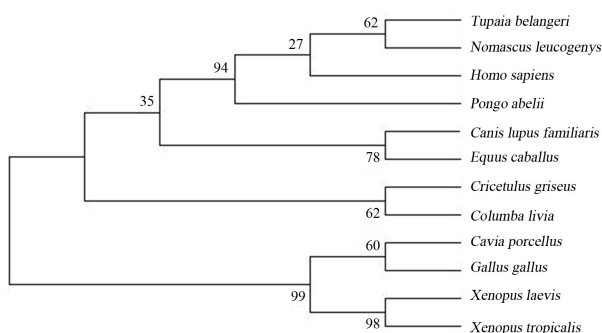 62 Tupaia belangeri
27 Nomascus leucogenys
94 Homo sapiens
35 Pongo abelii
Canis lupus familiaris
78 Equus caballus
Cricetulus griseus
62 Columba livia
60 Cavia porcellus
Gallus gallus
99 Xenopus laevis
98 Xenopus tropicalis